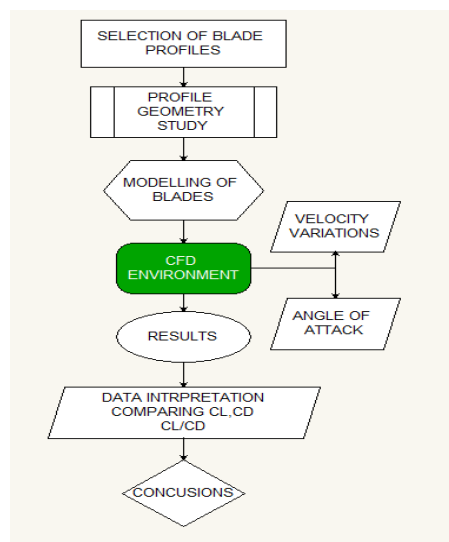 SELECTION OF BLADE
PROFILES
PROFILE
GEOMETRY
STUDY
MODELLING OF
BLADES
VELOCITY
VARIATIONS
CFD
ENVIRONMENT
ANGLE OF
ATTACK
RESULTS
DATA INTRPRETATION
COMPARING CL,CD
CL/CD
CONCUSIONS